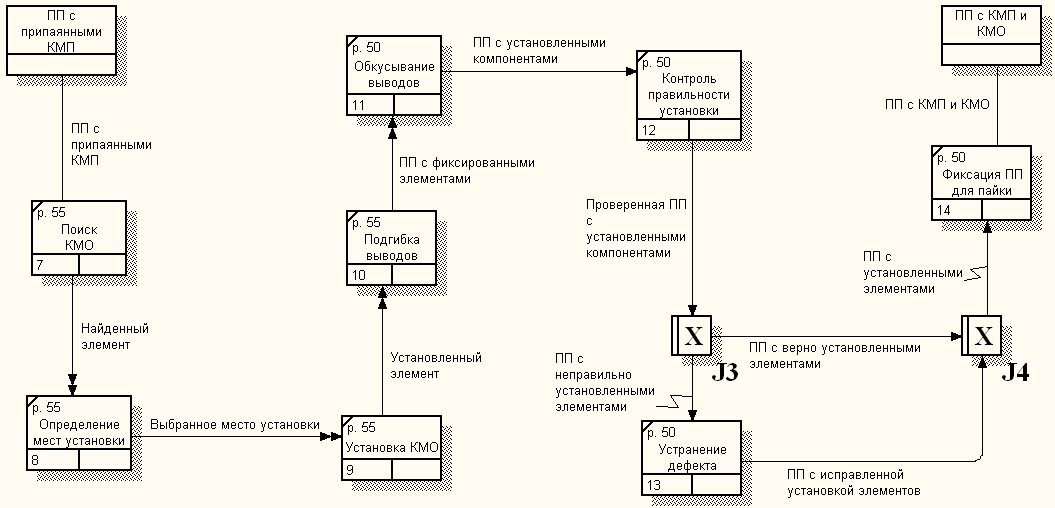 ПП с
припаянными
КМП
ПП с
припаянными
КМП
р. 55
Поиск
КМО
7
Найденный
элемент
р. 55
Определение
мест установки
8
Выбранное место установки
р. 55
Установка КМО
9
Установленный
элемент
р. 55
Подгибка
выводов
10
ПП с фиксированными
элементами
р. 50
Обкусывание
выводов
11
ПП с установленными
компонентами
р. 50
Контроль
правильности
установки
12
Проверенная ПП
с
установленными
компонентами
X
J3
ПП с верно установленными
элементами
ПП с
неправильно
установленными
элементами
р. 50
Устранение
дефекта
13
ПП с исправленной
установкой элементов
X
J4
ПП с
установленными
элементами
р. 50
Фиксация ПП
для пайки
14
ПП с КМП и КМО
ПП с КМП и
КМО